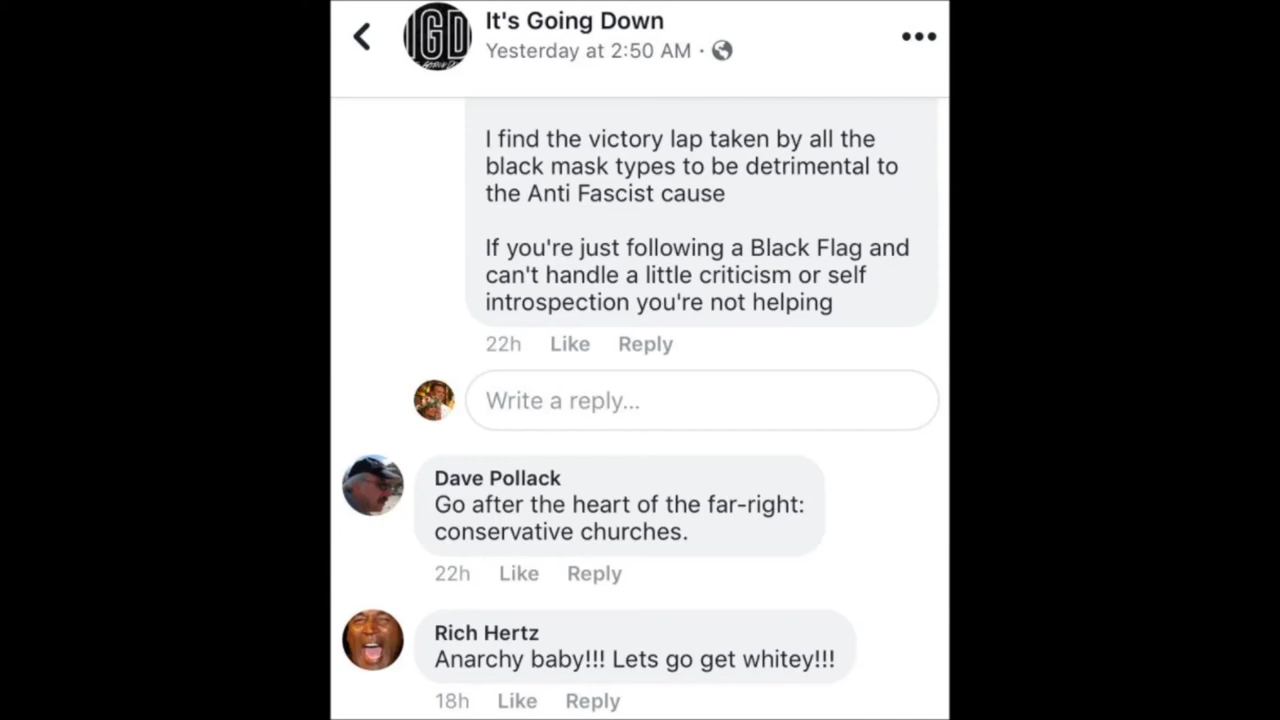 IGD
It's Going Down
Yesterday at 2:50 AM ·
I find the victory lap taken by all the
black mask types to be detrimental to
the Anti Fascist cause
If you're just following a Black Flag and
can't handle a little criticism or self
introspection you're not helping
22h Like Reply
Write a reply...
Dave Pollack
Go after the heart of the far-right:
conservative churches.
22h Like Reply
Rich Hertz
Anarchy baby!!! Lets go get whitey!!!
18h Like Reply